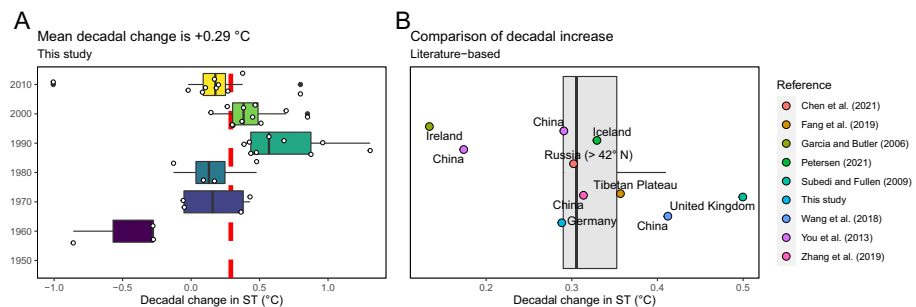 A
Mean decadal change is +0.29 °C
This study
2010
2000
1990
1980
1970
1960
1950
−1.0
−0.5
0.0
0.5
1.0
Decadal change in ST (°C)
B
Comparison of decadal increase
Literature−based
Ireland
China
China
Iceland
Russia (> 42° N)
Tibetan Plateau
China
Germany
United Kingdom
China
0.2
0.3
0.4
0.5
Decadal change in ST (°C)
Reference
Chen et al. (2021)
Fang et al. (2019)
Garcia and Butler (2006)
Petersen (2021)
Subedi and Fullen (2009)
This study
Wang et al. (2018)
You et al. (2013)
Zhang et al. (2019)